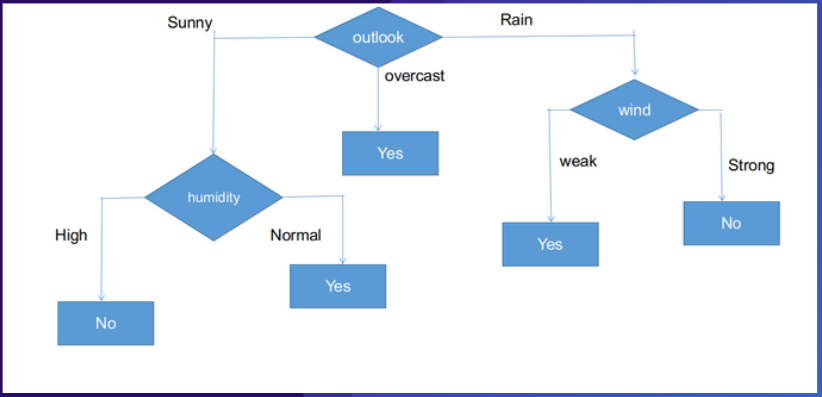 Sunny
outlook
Rain
overcast
wind
Yes
weak
Strong
humidity
High
Normal
Yes
No
Yes
No